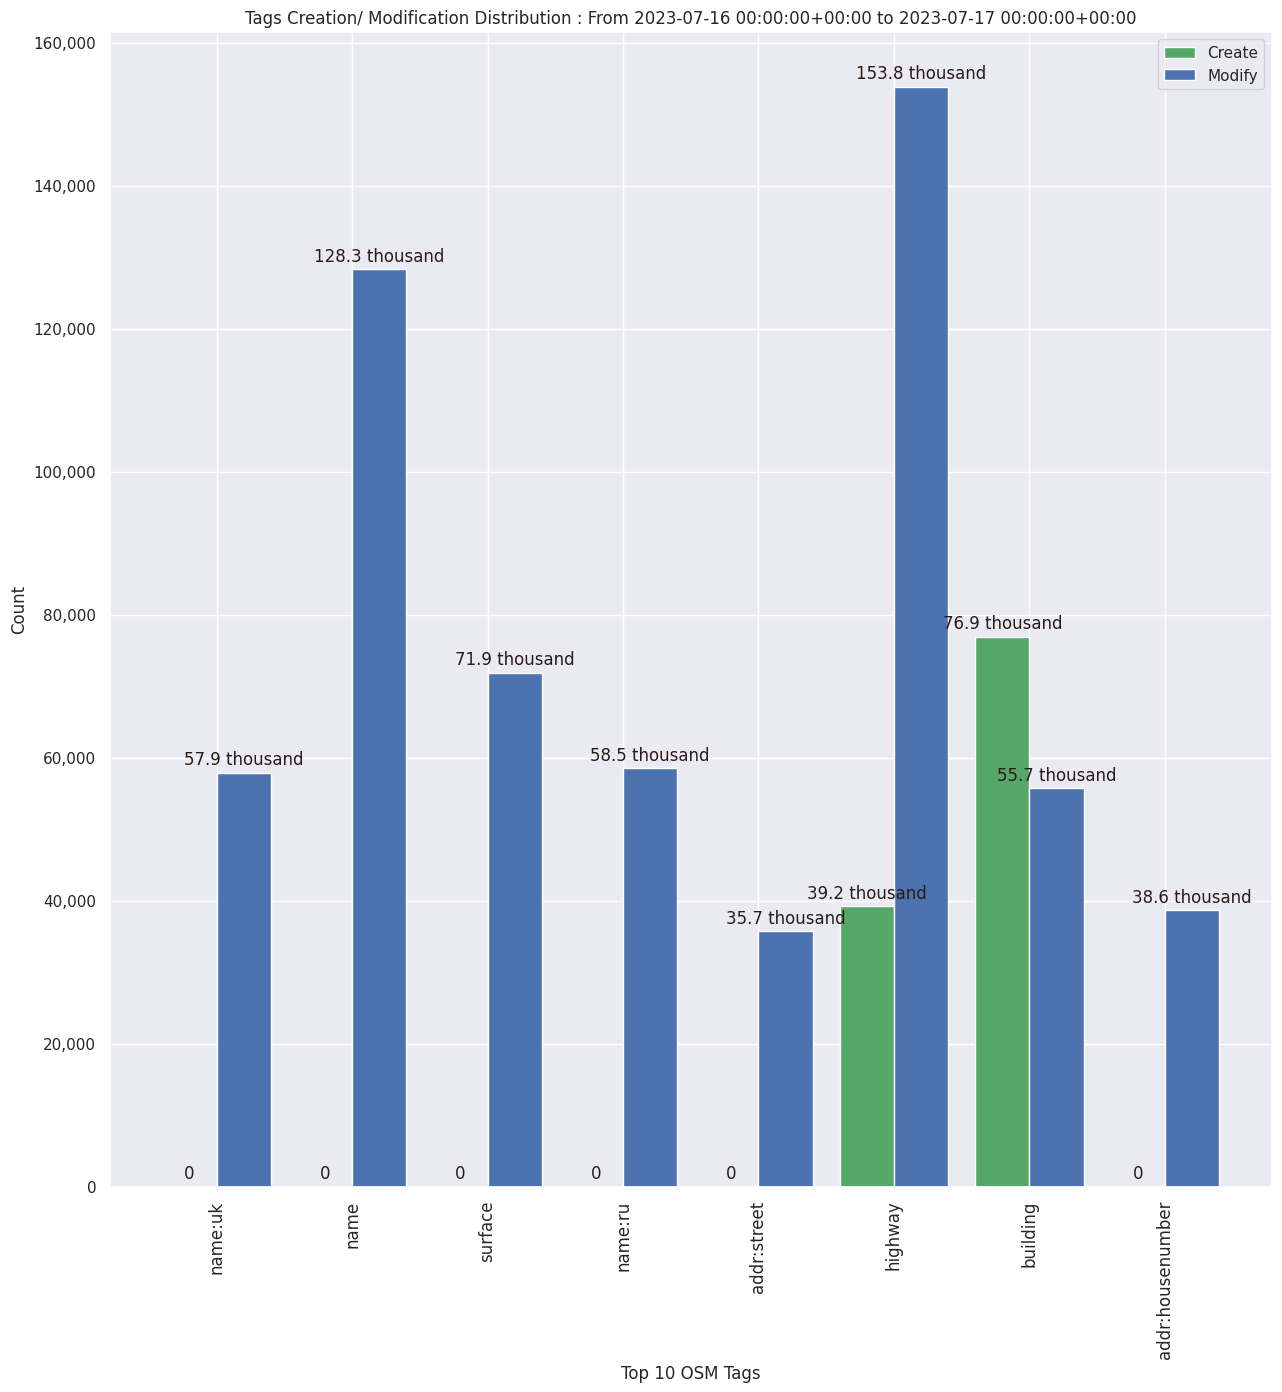 Tags Creation/ Modification Distribution : From 2023-07-16 00:00:00+00:00 to 2023-07-17 00:00:00+00:00
Create
Modify
Count
160,000
140,000
120,000
100,000
80,000
60,000
40,000
20,000
0
0
57.9 thousand
0
128.3 thousand
0
71.9 thousand
0
58.5 thousand
0
35.7 thousand
39.2 thousand
153.8 thousand
76.9 thousand
55.7 thousand
0
38.6 thousand
name:uk
name
surface
name:ru
addr:street
highway
building
addr:housenumber
Top 10 OSM Tags